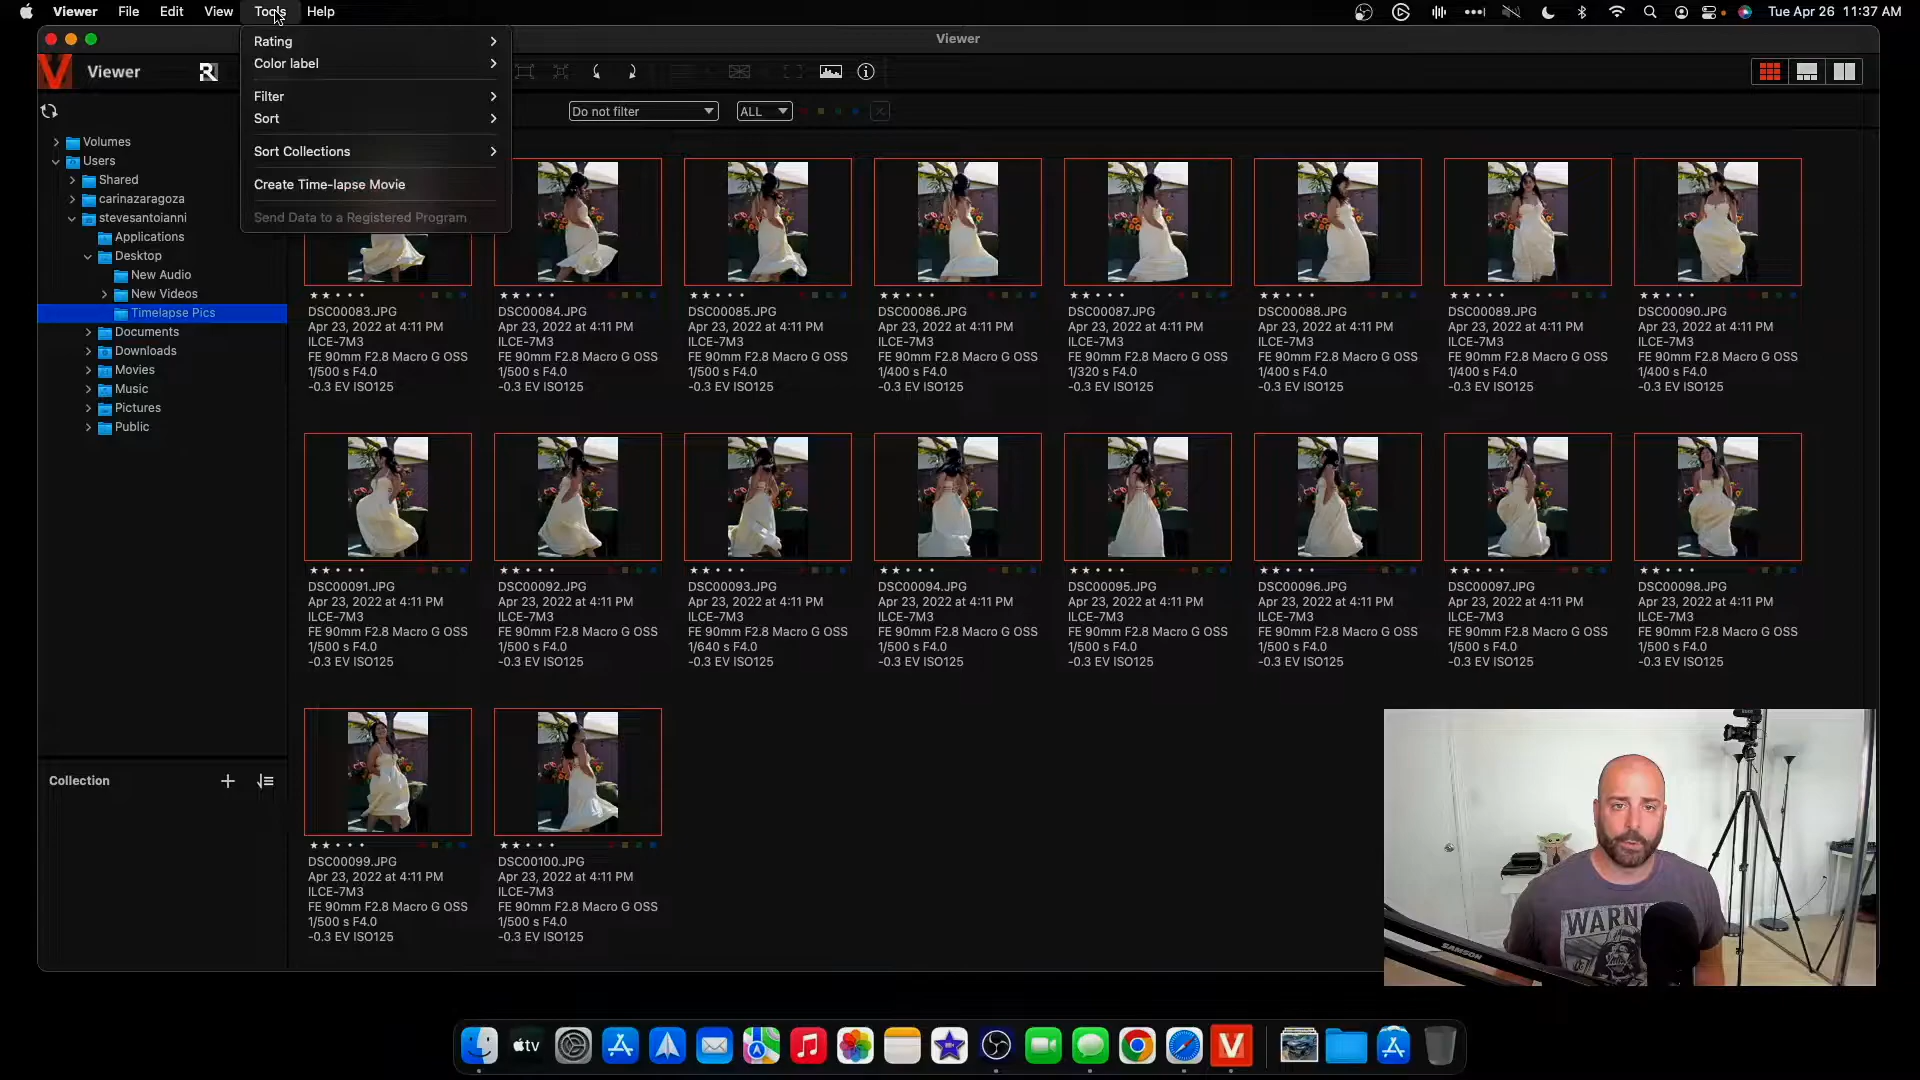 Viewer File Edit View Tools Help
Tue Apr 26 11:37 AM
Viewer
Viewer
Rating
Color label
Filter
Sort
Sort Collections
Create Time-lapse Movie
Send Data to a Registered Program
Do not filter
ALL
Volumes
Users
Shared
carinazaragoza
stevesantoianni
Applications
Desktop
New Audio
New Videos
Timelapse Pics
Documents
Downloads
Movies
Music
Pictures
Public
Collection
DSC00083.JPG
Apr 23, 2022 at 4:11 PM
ILCE-7M3
FE 90mm F2.8 Macro G OSS
1/500 s F4.0
-0.3 EV ISO125
DSC00084.JPG
Apr 23, 2022 at 4:11 PM
ILCE-7M3
FE 90mm F2.8 Macro G OSS
1/500 s F4.0
-0.3 EV ISO125
DSC00085.JPG
Apr 23, 2022 at 4:11 PM
ILCE-7M3
FE 90mm F2.8 Macro G OSS
1/500 s F4.0
-0.3 EV ISO125
DSC00086.JPG
Apr 23, 2022 at 4:11 PM
ILCE-7M3
FE 90mm F2.8 Macro G OSS
1/400 s F4.0
-0.3 EV ISO125
DSC00087.JPG
Apr 23, 2022 at 4:11 PM
ILCE-7M3
FE 90mm F2.8 Macro G OSS
1/320 s F4.0
-0.3 EV ISO125
DSC00088.JPG
Apr 23, 2022 at 4:11 PM
ILCE-7M3
FE 90mm F2.8 Macro G OSS
1/400 s F4.0
-0.3 EV ISO125
DSC00089.JPG
Apr 23, 2022 at 4:11 PM
ILCE-7M3
FE 90mm F2.8 Macro G OSS
1/400 s F4.0
-0.3 EV ISO125
DSC00090.JPG
Apr 23, 2022 at 4:11 PM
ILCE-7M3
FE 90mm F2.8 Macro G OSS
1/400 s F4.0
-0.3 EV ISO125
DSC00091.JPG
Apr 23, 2022 at 4:11 PM
ILCE-7M3
FE 90mm F2.8 Macro G OSS
1/500 s F4.0
-0.3 EV ISO125
DSC00092.JPG
Apr 23, 2022 at 4:11 PM
ILCE-7M3
FE 90mm F2.8 Macro G OSS
1/500 s F4.0
-0.3 EV ISO125
DSC00093.JPG
Apr 23, 2022 at 4:11 PM
ILCE-7M3
FE 90mm F2.8 Macro G OSS
1/640 s F4.0
-0.3 EV ISO125
DSC00094.JPG
Apr 23, 2022 at 4:11 PM
ILCE-7M3
FE 90mm F2.8 Macro G OSS
1/500 s F4.0
-0.3 EV ISO125
DSC00095.JPG
Apr 23, 2022 at 4:11 PM
ILCE-7M3
FE 90mm F2.8 Macro G OSS
1/500 s F4.0
-0.3 EV ISO125
DSC00096.JPG
Apr 23, 2022 at 4:11 PM
ILCE-7M3
FE 90mm F2.8 Macro G OSS
1/500 s F4.0
-0.3 EV ISO125
DSC00097.JPG
Apr 23, 2022 at 4:11 PM
ILCE-7M3
FE 90mm F2.8 Macro G OSS
1/500 s F4.0
-0.3 EV ISO125
DSC00098.JPG
Apr 23, 2022 at 4:11 PM
ILCE-7M3
FE 90mm F2.8 Macro G OSS
1/500 s F4.0
-0.3 EV ISO125
DSC00099.JPG
Apr 23, 2022 at 4:11 PM
ILCE-7M3
FE 90mm F2.8 Macro G OSS
1/500 s F4.0
-0.3 EV ISO125
DSC00100.JPG
Apr 23, 2022 at 4:11 PM
ILCE-7M3
FE 90mm F2.8 Macro G OSS
1/500 s F4.0
-0.3 EV ISO125
WARN
SAMSON
tv
V